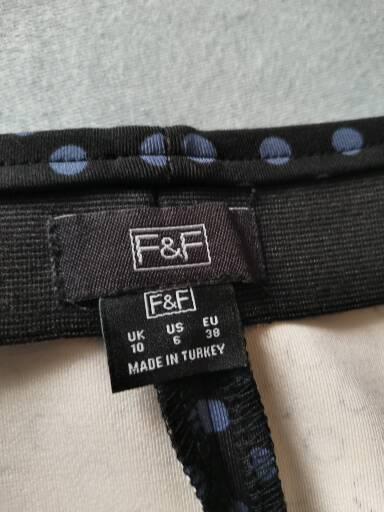 F&F
F&F
UK US EU
10 6 38
MADE IN TURKEY